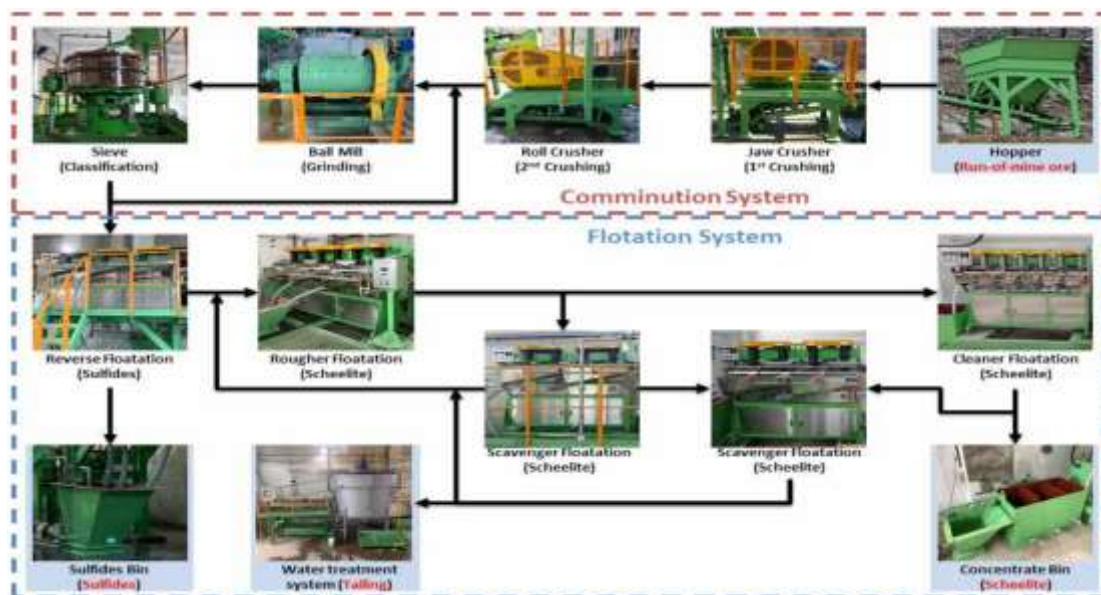 Sieve
(Classification)
Ball Mill
(Grinding)
Roll Crusher
(2nd Crushing)
Jaw Crusher
(1st Crushing)
Hopper
(Run-of-mine ore)
Comminution System
Flotation System
Reverse Floatation
(Sulfides)
Rougher Floatation
(Scheelite)
Scavenger Floatation
(Scheelite)
Scavenger Floatation
(Scheelite)
Cleaner Floatation
(Scheelite)
Sulfides Bin
(Sulfides)
Water treatment
system (Tailing)
Concentrate Bin
(Scheelite)